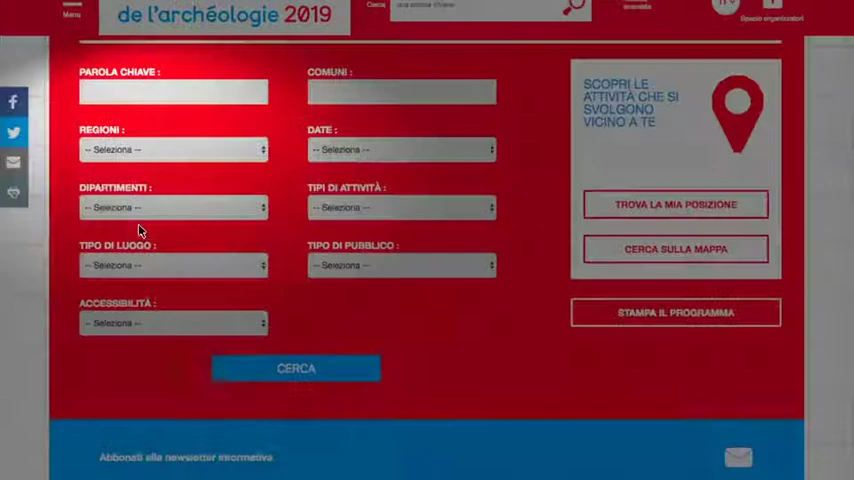 Menu
de l'archéologie 2019
Cerca
Spazio organizzatori
PAROLA CHIAVE :
COMUNI :
REGIONI :
-- Seleziona --
DATE :
-- Seleziona --
DIPARTIMENTI :
-- Seleziona --
TIPI DI ATTIVITÀ :
-- Seleziona --
TIPO DI LUOGO :
-- Seleziona --
TIPO DI PUBBLICO :
-- Seleziona --
ACCESSIBILITÀ :
-- Seleziona --
CERCA
SCOPRI LE
ATTIVITÀ CHE SI
SVOLGONO
VICINO A TE
TROVA LA MIA POSIZIONE
CERCA SULLA MAPPA
STAMPA IL PROGRAMMA
Abbonati alla newsletter informativa